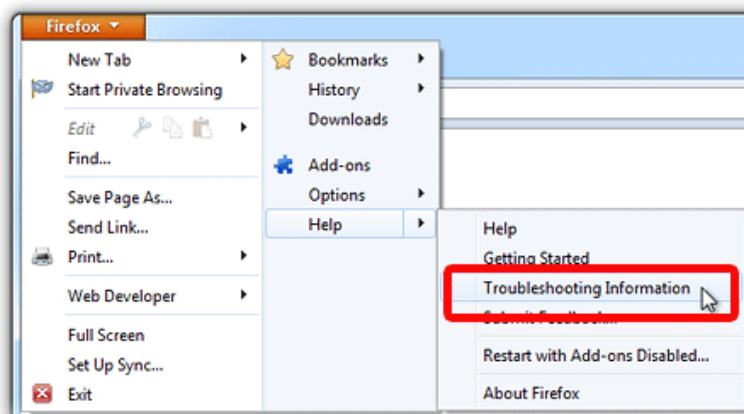 Firefox
New Tab
Start Private Browsing
Edit
Find...
Save Page As...
Send Link...
Print...
Web Developer
Full Screen
Set Up Sync...
Exit
Bookmarks
History
Downloads
Add-ons
Options
Help
Help
Getting Started
Troubleshooting Information
Submit Feedback...
Restart with Add-ons Disabled...
About Firefox